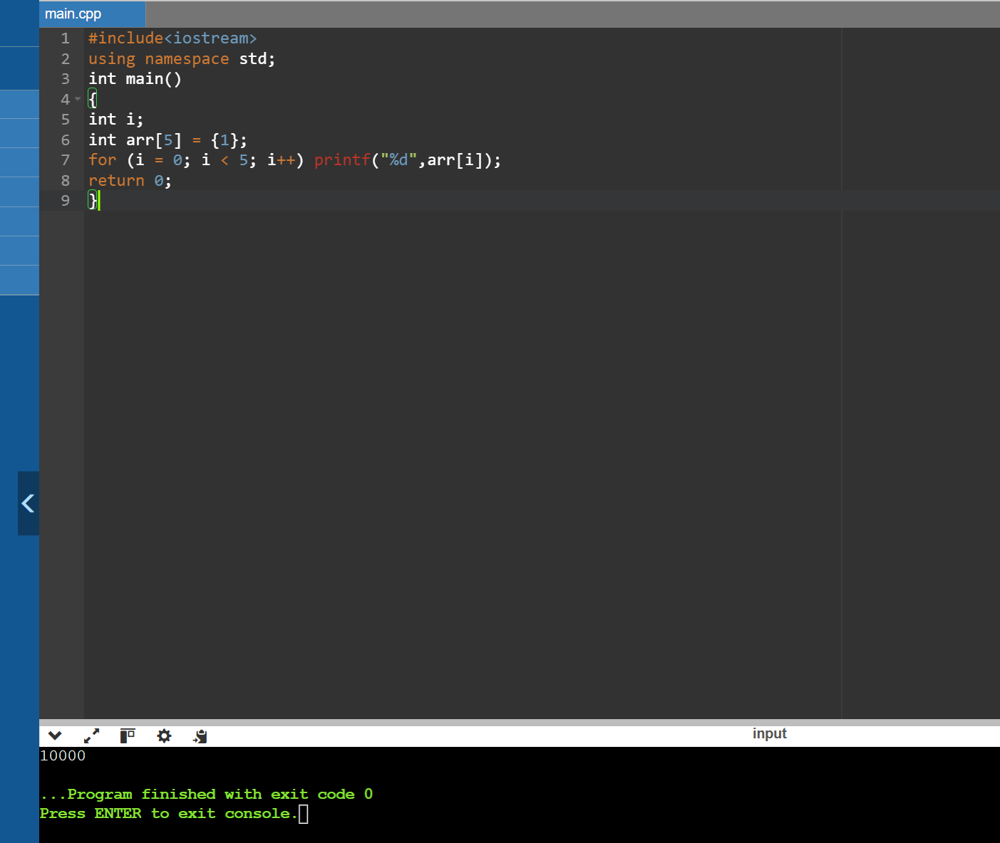 main.cpp
1 #include<iostream>
2 using namespace std;
3 int main()
4 {
5 int i;
6 int arr[5] = {1};
7 for (i = 0; i < 5; i++) printf("%d",arr[i]);
8 return 0;
9 }
input
10000
...Program finished with exit code 0
Press ENTER to exit console.